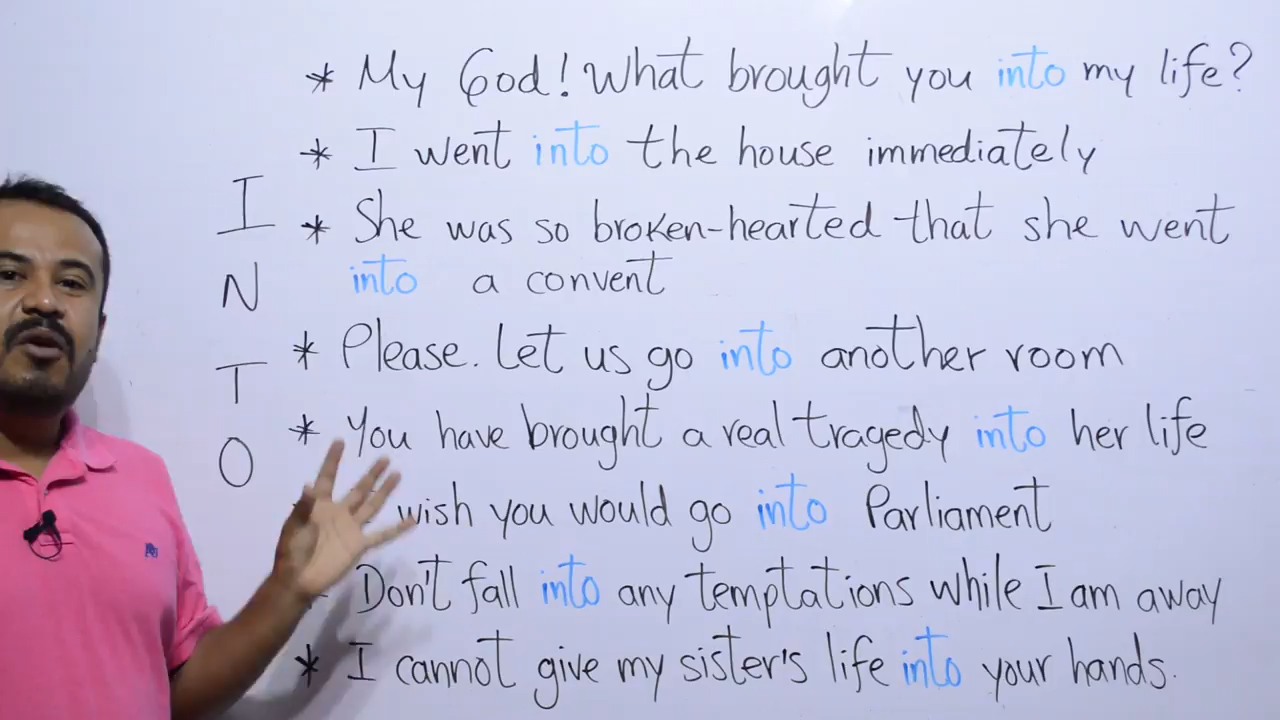 * My God! What brought you into my life?
* I went into the house immediately
* She was so broken-hearted that she went
into a convent
* Please. Let us go into another room
* You have brought a real tragedy into her life
wish you would go into Parliament
Don't fall into any temptations while I am away
* I cannot give my sister's life into your hands.
I
N
T
O